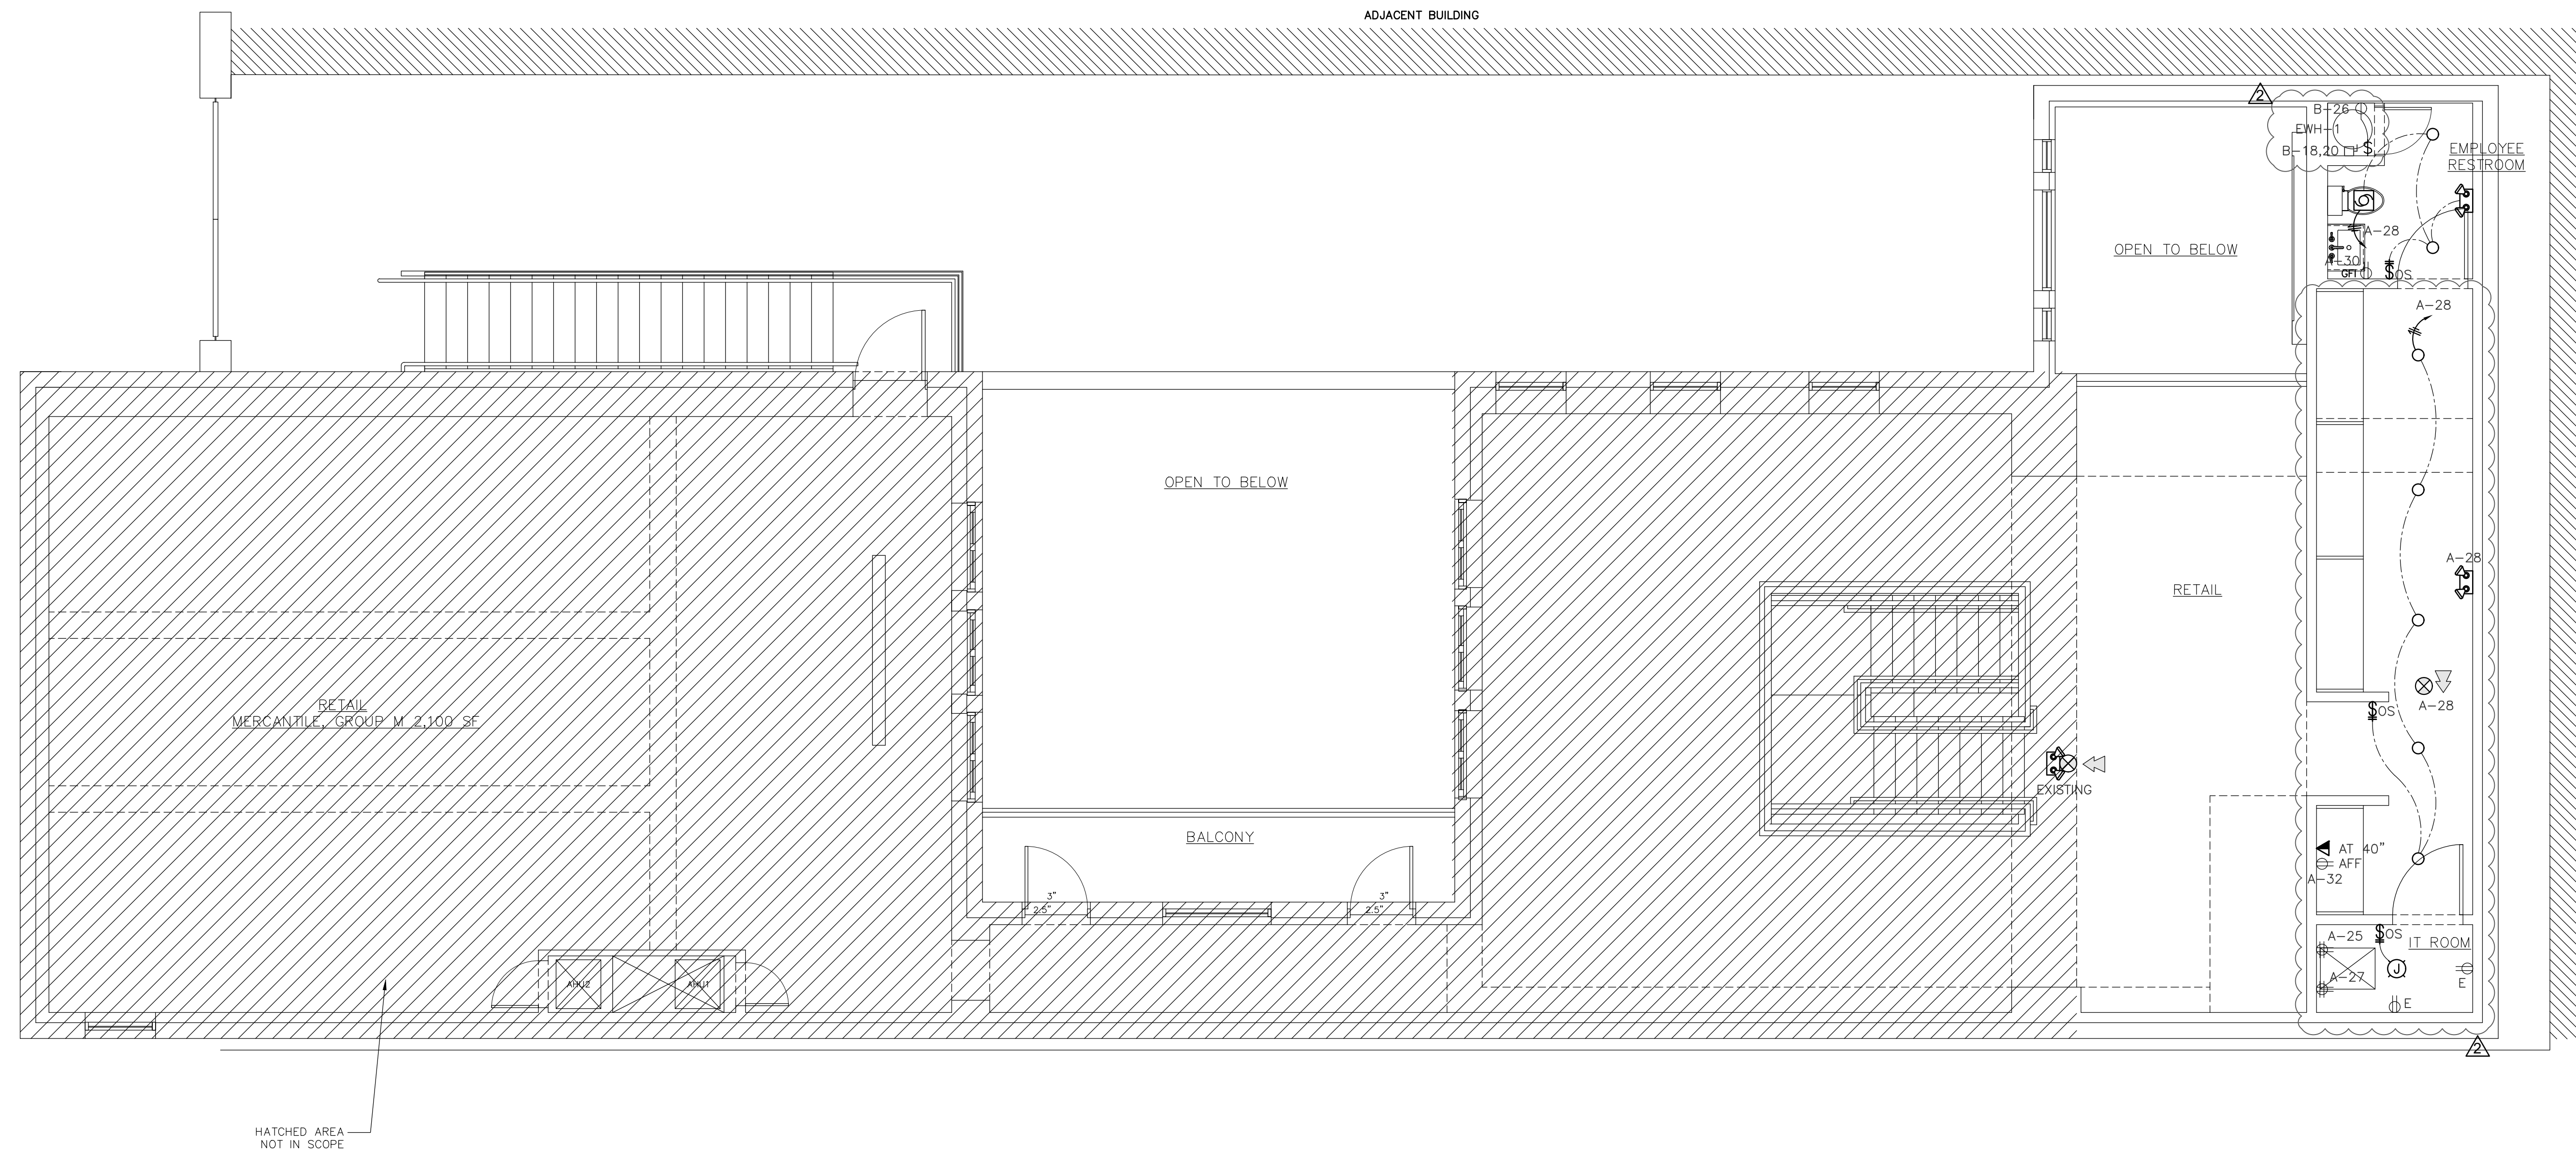 ADJACENT BUILDING
2
B-26
EWH-1
B-18,20
$
EMPLOYEE
RESTROOM
A-28
A-30
GFI
$OS
OPEN TO BELOW
A-28
OPEN TO BELOW
A-28
RETAIL
RETAIL
MERCANTILE, GROUP M 2,100 SF
A-28
$OS
EXISTING
BALCONY
AT 40"
AFF
A-32
3"
2.5"
3"
2.5"
$OS
A-25
IT ROOM
J
A-27
E
E
AHU2
AHU1
2
HATCHED AREA
NOT IN SCOPE